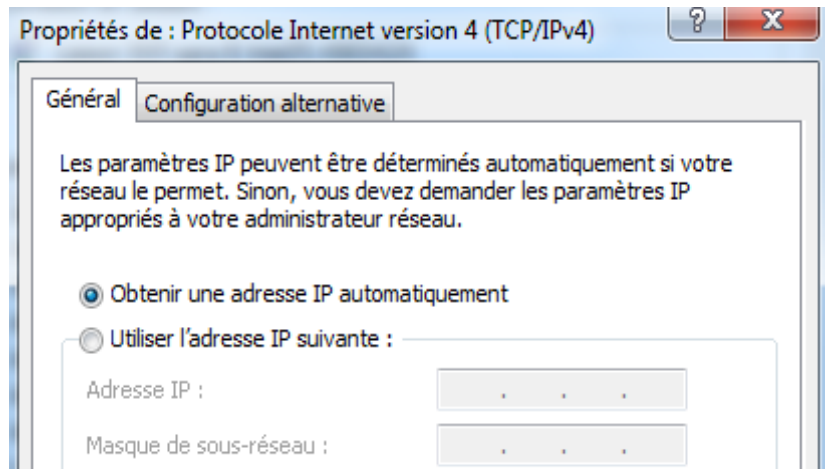 Propriétés de : Protocole Internet version 4 (TCP/IPv4)
Général
Configuration alternative
Les paramètres IP peuvent être déterminés automatiquement si votre
réseau le permet. Sinon, vous devez demander les paramètres IP
appropriés à votre administrateur réseau.
Obtenir une adresse IP automatiquement
Utiliser l'adresse IP suivante :
Adresse IP :
Masque de sous-réseau :